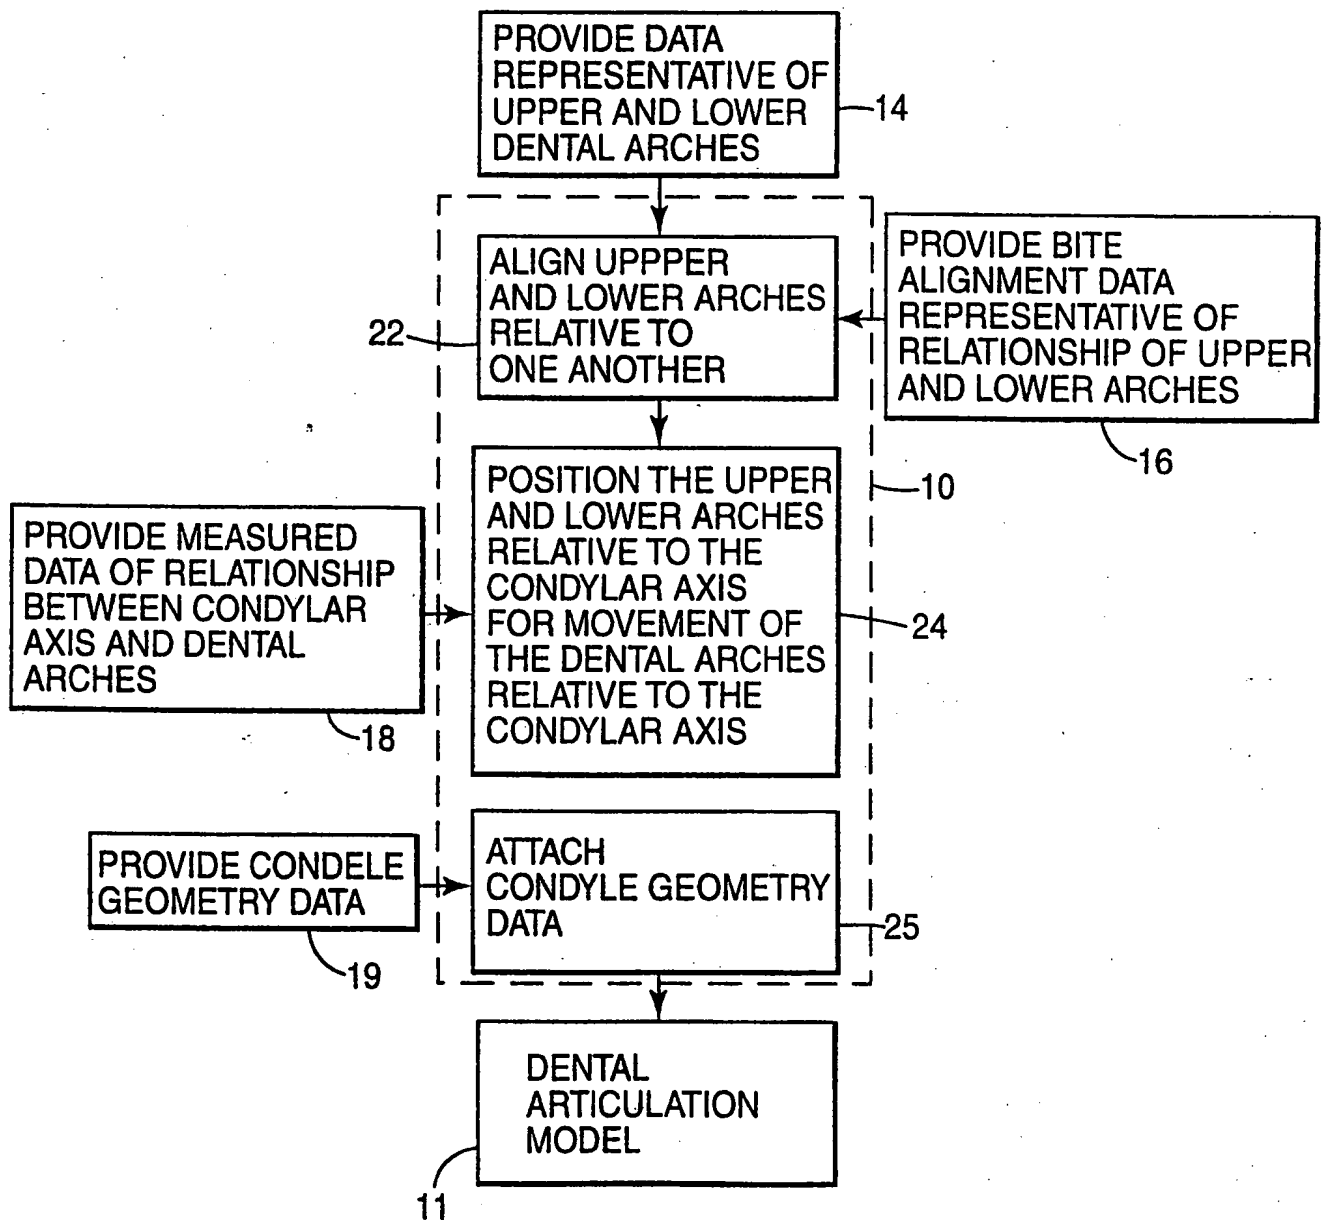 PROVIDE DATA
REPRESENTATIVE OF
UPPER AND LOWER
DENTAL ARCHES
14
ALIGN UPPPER
AND LOWER ARCHES
RELATIVE TO
ONE ANOTHER
22
PROVIDE BITE
ALIGNMENT DATA
REPRESENTATIVE OF
RELATIONSHIP OF UPPER
AND LOWER ARCHES
16
10
POSITION THE UPPER
AND LOWER ARCHES
RELATIVE TO THE
CONDYLAR AXIS
FOR MOVEMENT OF
THE DENTAL ARCHES
RELATIVE TO THE
CONDYLAR AXIS
24
PROVIDE MEASURED
DATA OF RELATIONSHIP
BETWEEN CONDYLAR
AXIS AND DENTAL
ARCHES
18
PROVIDE CONDELE
GEOMETRY DATA
19
ATTACH
CONDYLE GEOMETRY
DATA
25
DENTAL
ARTICULATION
MODEL
11